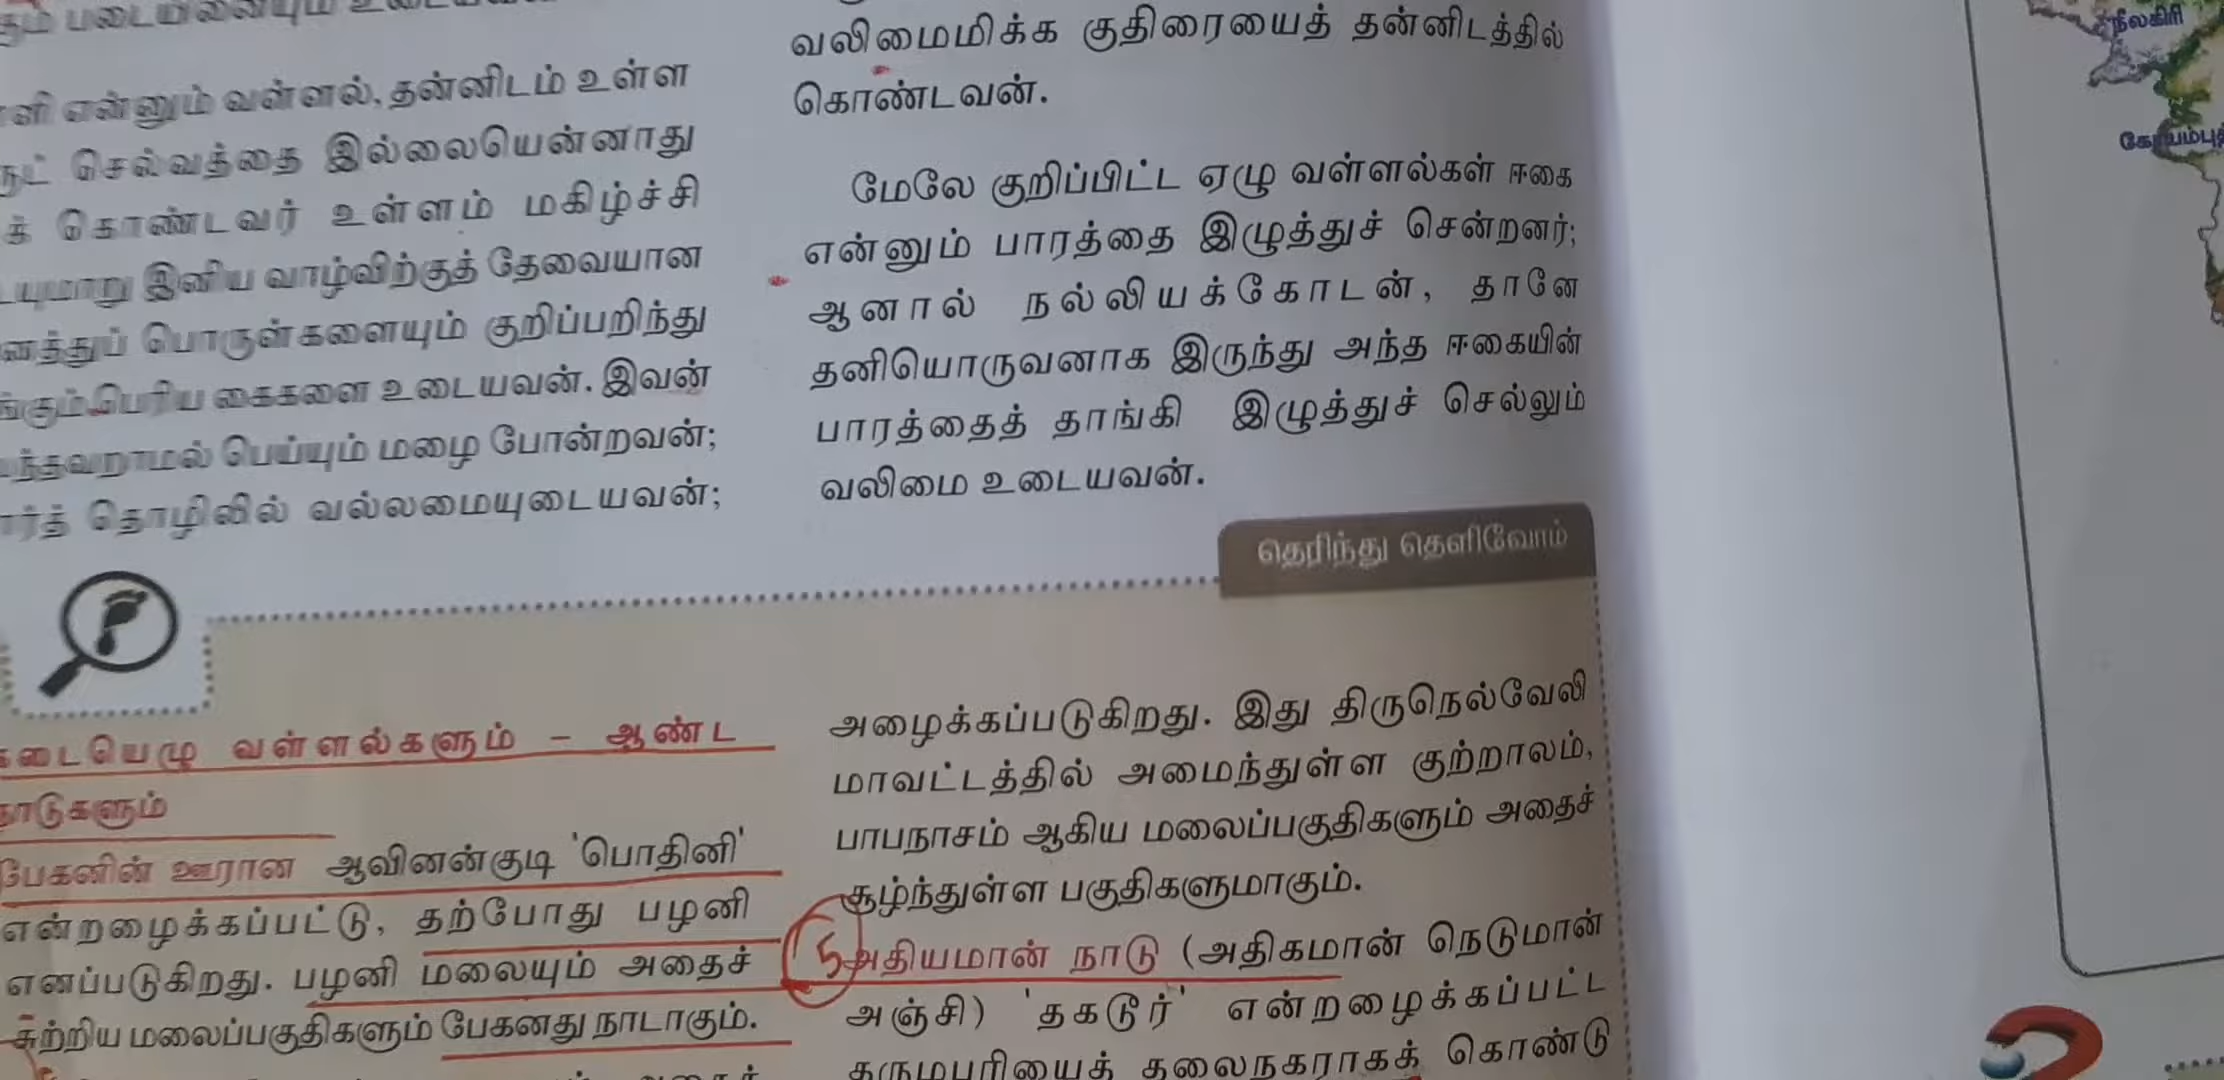 என்னும் வள்ளல், தன்னிடம் உள்ள
செல்வத்தை இல்லையென்னாது
கொண்டவர் உள்ளம் மகிழ்ச்சி
இனிய வாழ்விற்குத் தேவையான
பொருள்களையும் குறிப்பறிந்து
பெரிய கைகளை உடையவன். இவன்
பெய்யும் மழை போன்றவன்;
தொழிலில் வல்லமையுடையவன்;
வலிமைமிக்க குதிரையைத் தன்னிடத்தில்
கொண்டவன்.
மேலே குறிப்பிட்ட ஏழு வள்ளல்கள் ஈகை
என்னும் பாரத்தை இழுத்துச் சென்றனர்;
ஆனால் நல்லியக்கோடன், தானே
தனியொருவனாக இருந்து அந்த ஈகையின்
பாரத்தைத் தாங்கி இழுத்துச் செல்லும்
வலிமை உடையவன்.
தெரிந்து தெளிவோம்
கடையெழு வள்ளல்களும் – ஆண்ட
நாடுகளும்
பேகனின் ஊரான ஆவினன்குடி 'பொதினி'
என்றழைக்கப்பட்டு, தற்போது பழனி
எனப்படுகிறது. பழனி மலையும் அதைச்
சுற்றிய மலைப்பகுதிகளும் பேகனது நாடாகும்.
அழைக்கப்படுகிறது. இது திருநெல்வேலி
மாவட்டத்தில் அமைந்துள்ள குற்றாலம்,
பாபநாசம் ஆகிய மலைப்பகுதிகளும் அதைச்
சூழ்ந்துள்ள பகுதிகளுமாகும்.
5 அதியமான் நாடு (அதிகமான் நெடுமான்
அஞ்சி) 'தகடூர்' என்றழைக்கப்பட்ட
தருமபுரியைத் தலைநகராகக் கொண்டு
நீலகிரி